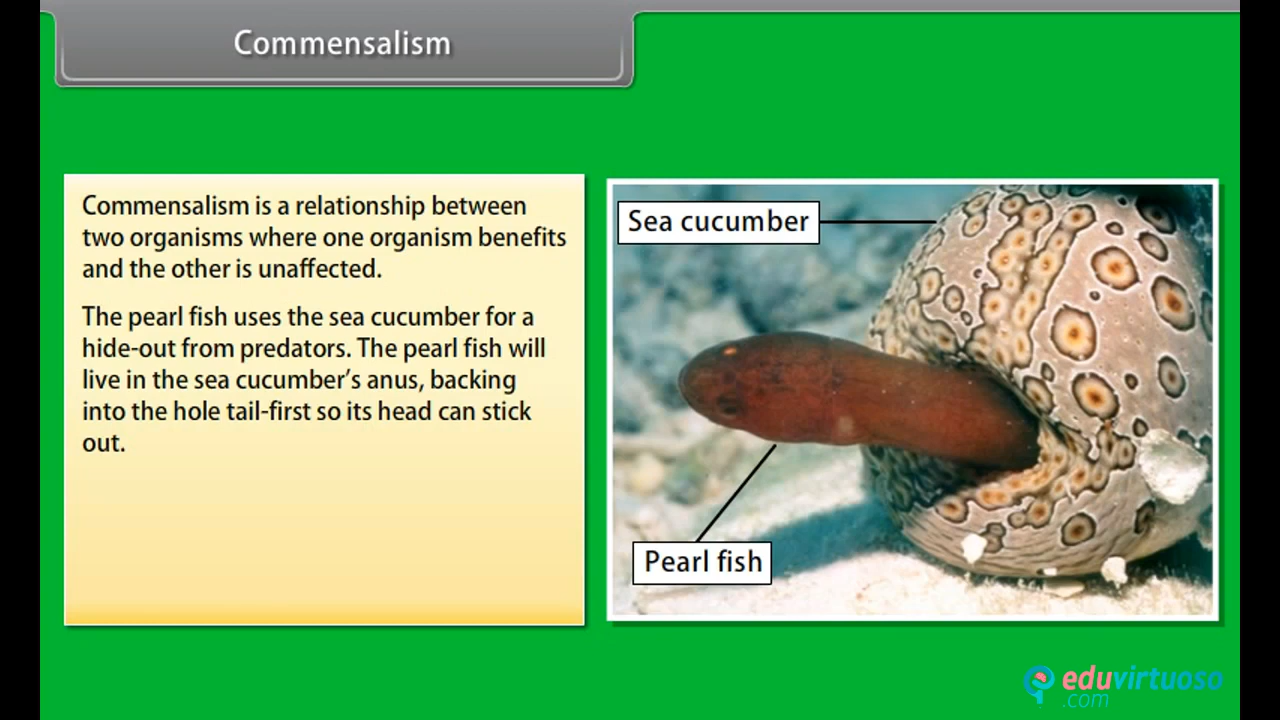 Commensalism
Commensalism is a relationship between
two organisms where one organism benefits
and the other is unaffected.
The pearl fish uses the sea cucumber for a
hide-out from predators. The pearl fish will
live in the sea cucumber's anus, backing
into the hole tail-first so its head can stick
out.
Sea cucumber
Pearl fish
eduvirtuoso
.com